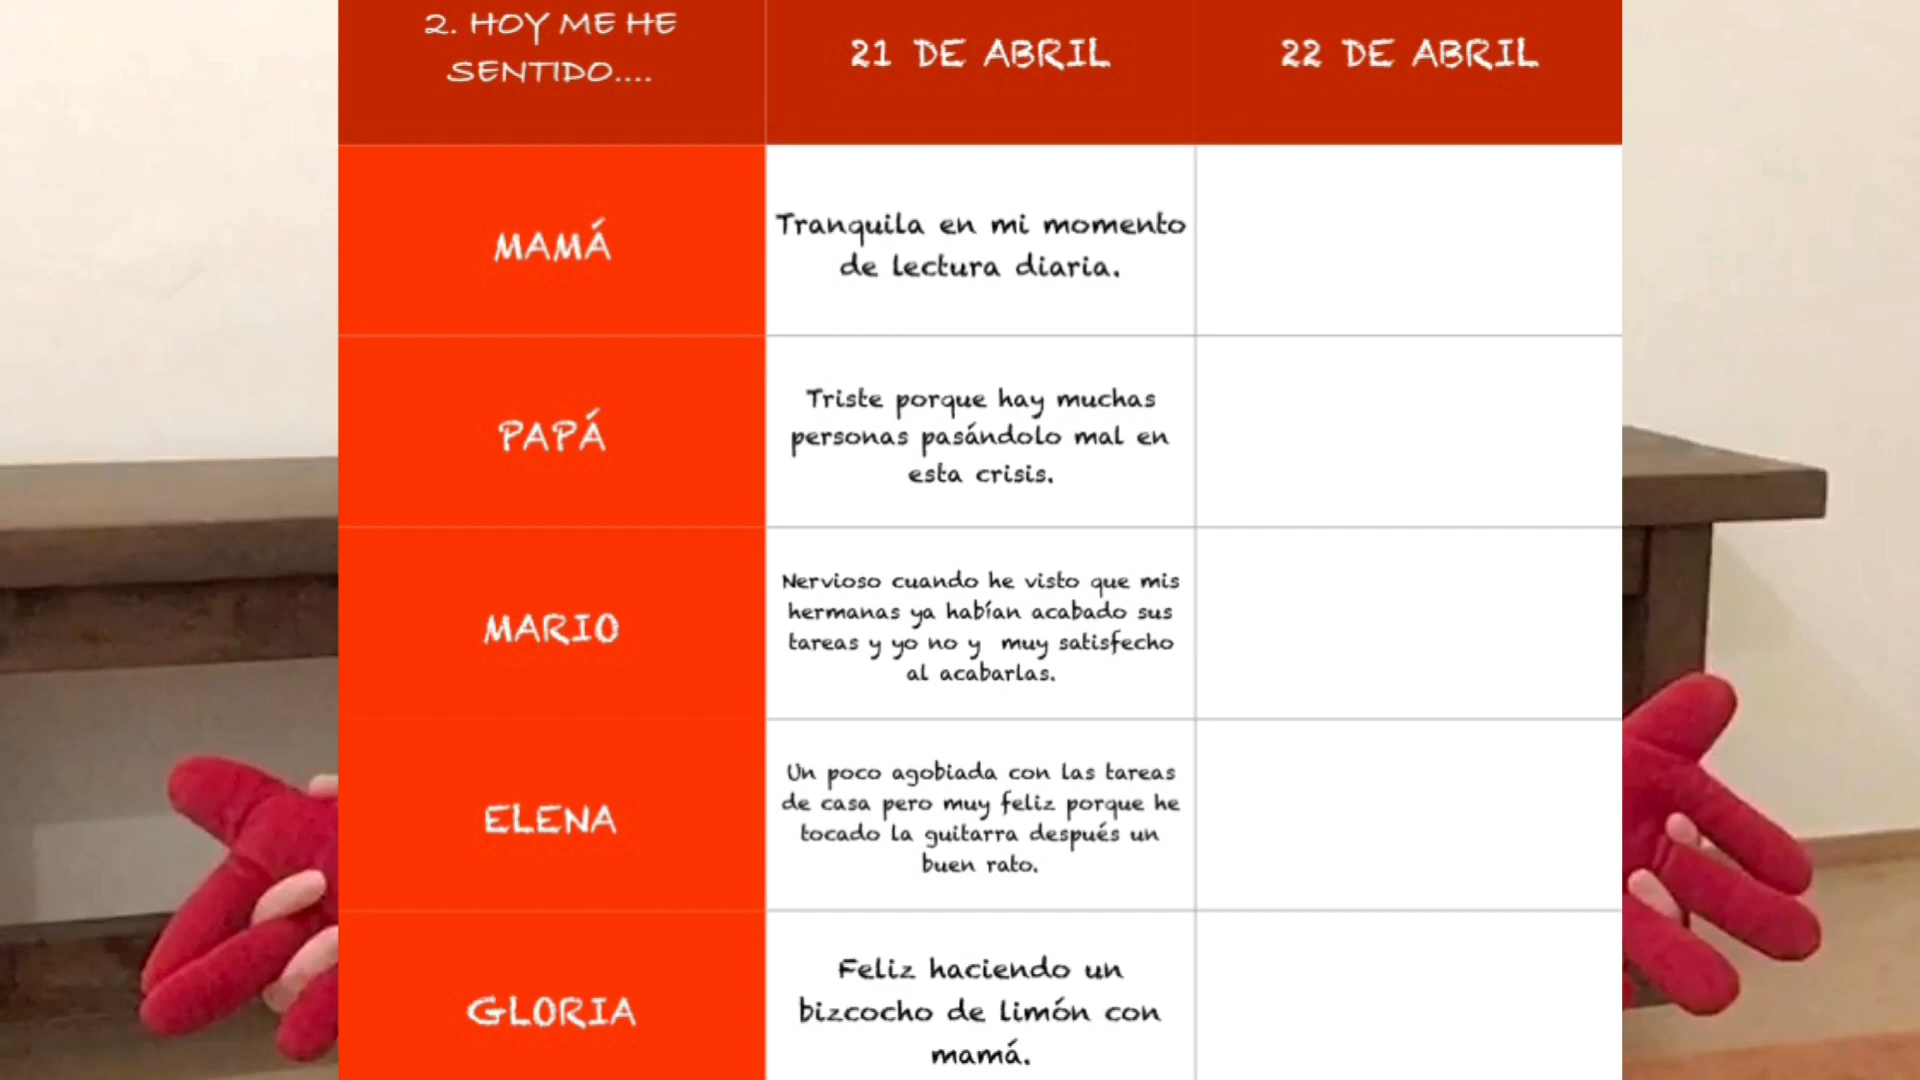 2. HOY ME HE
SENTIDO....
21 DE ABRIL
22 DE ABRIL
MAMÁ
Tranquila en mi momento
de lectura diaria.
PAPÁ
Triste porque hay muchas
personas pasándolo mal en
esta crisis.
MARIO
Nervioso cuando he visto que mis
hermanas ya habían acabado sus
tareas y yo no y muy satisfecho
al acabarlas.
ELENA
Un poco agobiada con las tareas
de casa pero muy feliz porque he
tocado la guitarra después un
buen rato.
GLORIA
Feliz haciendo un
bizcocho de limón con
mamá.